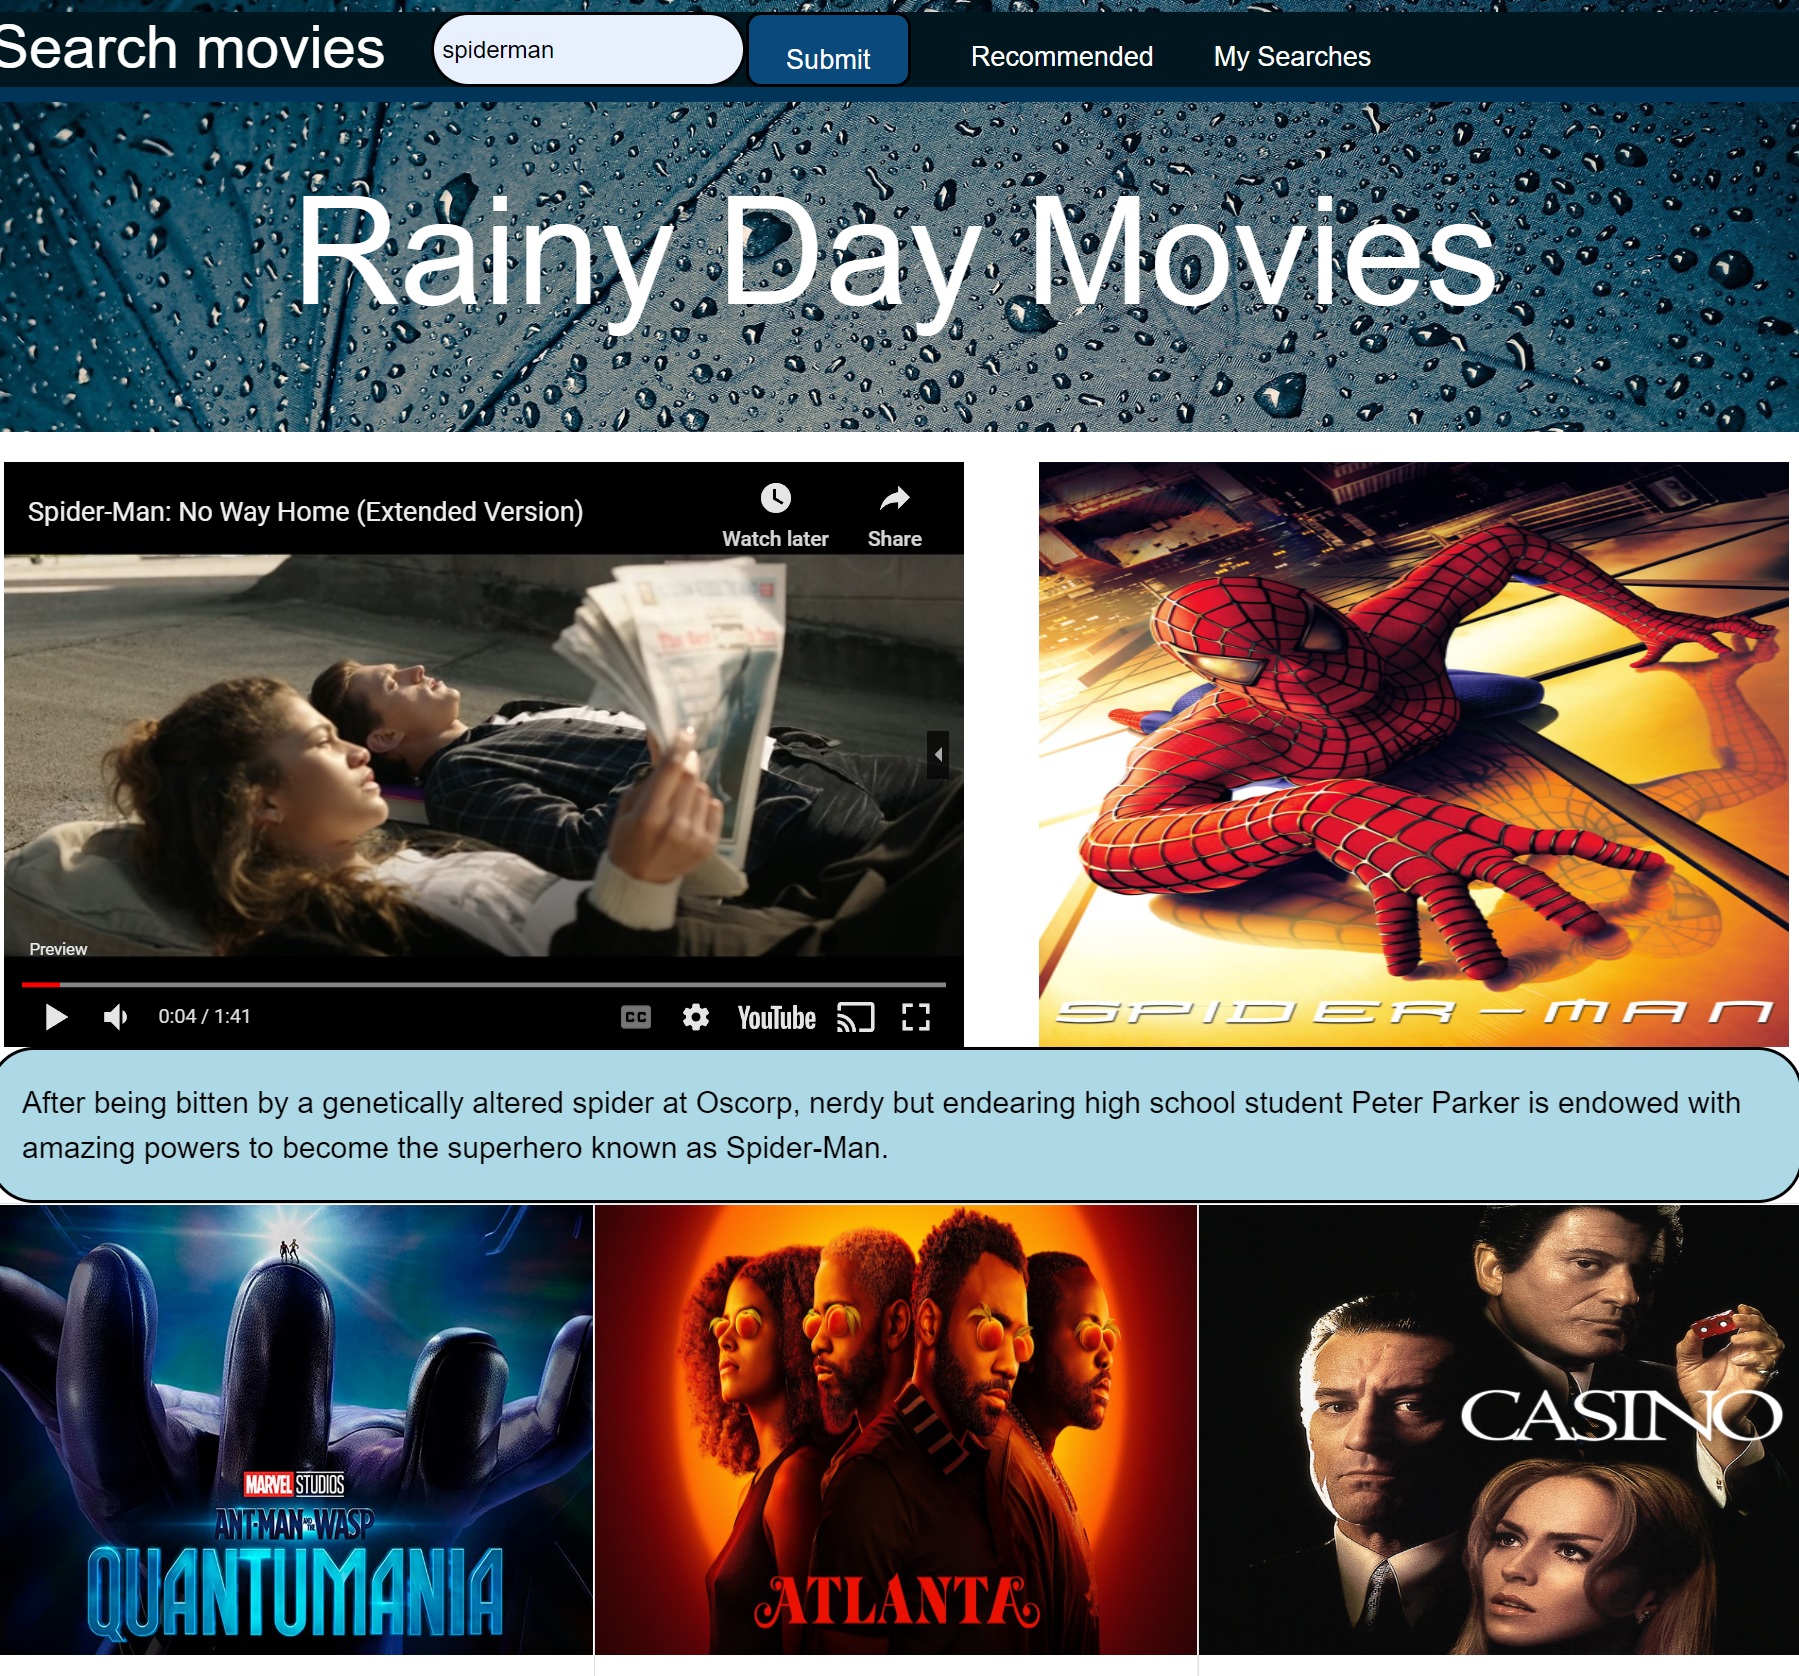 Search movies
spiderman
Submit
Recommended
My Searches
Rainy Day Movies
Spider-Man: No Way Home (Extended Version)
Watch later
Share
Preview
0:04 / 1:41
CC
YouTube
SPIDER-MAN
After being bitten by a genetically altered spider at Oscorp, nerdy but endearing high school student Peter Parker is endowed with
amazing powers to become the superhero known as Spider-Man.
MARVEL STUDIOS
ANT-MAN AND THE WASP
QUANTUMANIA
ATLANTA
CASINO